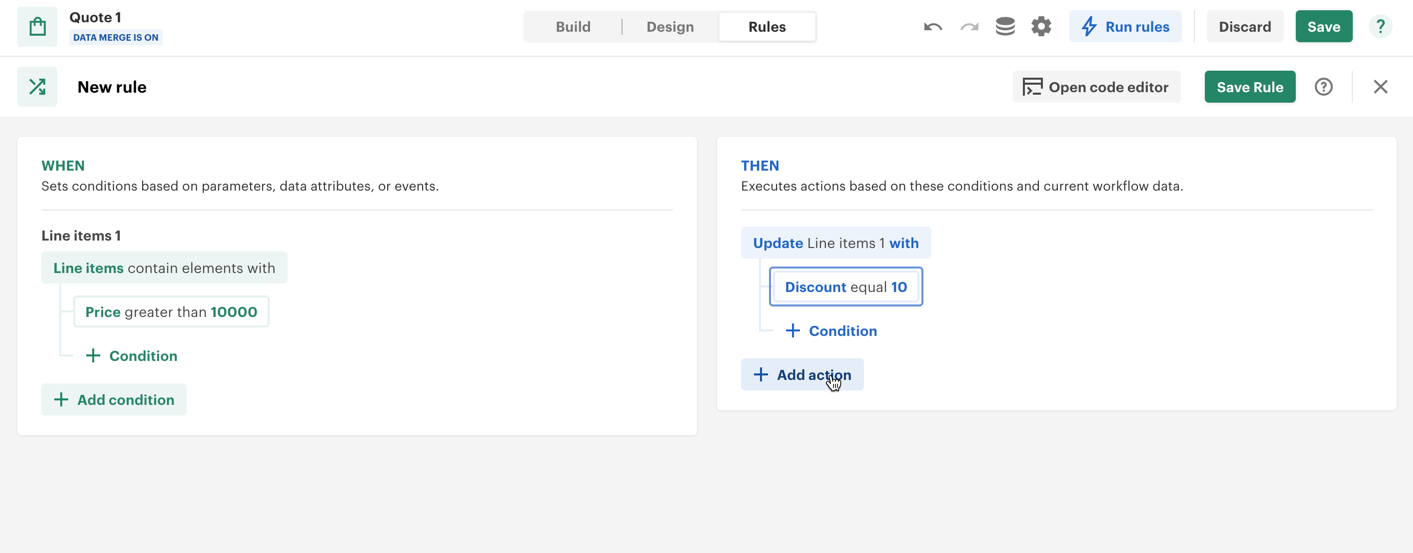 Quote 1
DATA MERGE IS ON
Build
Design
Rules
Run rules
Discard
Save
?
New rule
Open code editor
Save Rule
?
WHEN
Sets conditions based on parameters, data attributes, or events.
Line items 1
Line items contain elements with
Price greater than 10000
+ Condition
+ Add condition
THEN
Executes actions based on these conditions and current workflow data.
Update Line items 1 with
Discount equal 10
+ Condition
+ Add action